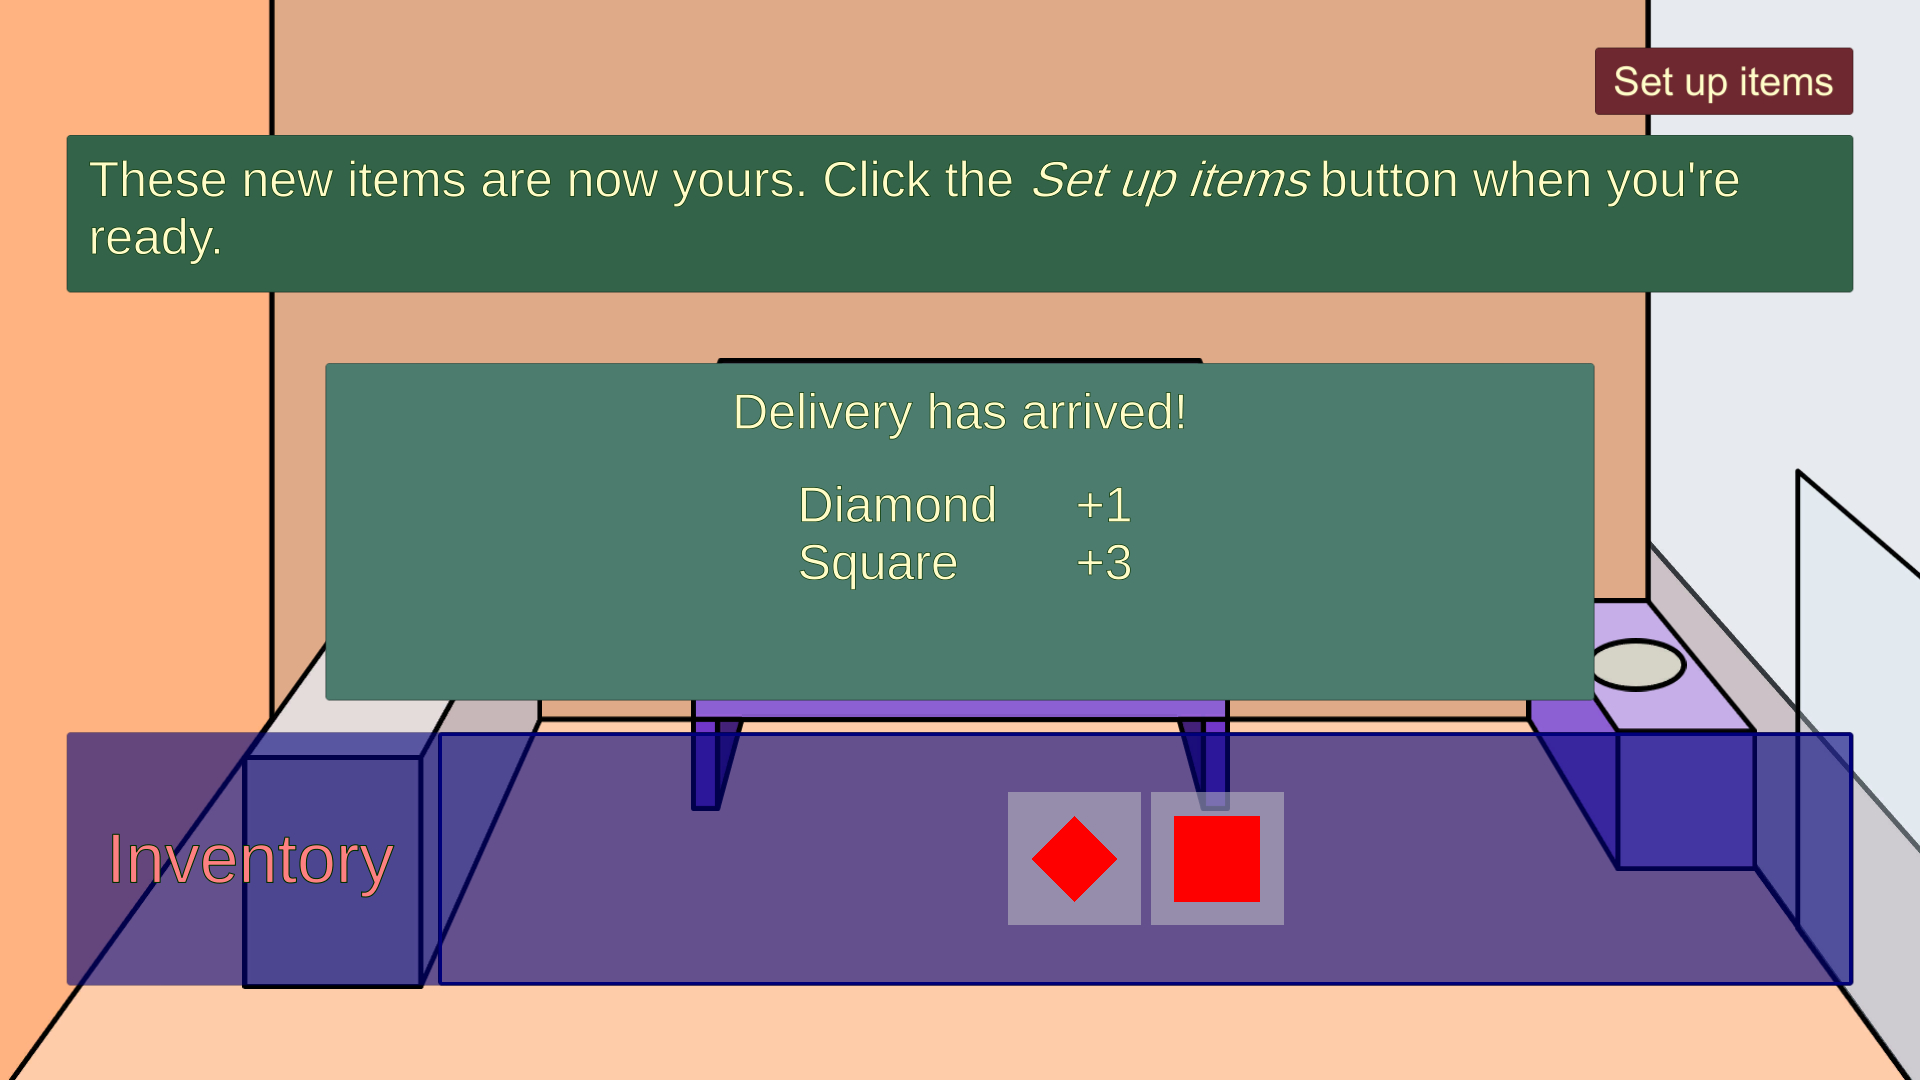 Set up items
These new items are now yours. Click the Set up items button when you're
ready.
Delivery has arrived!
Diamond +1
Square +3
Inventory